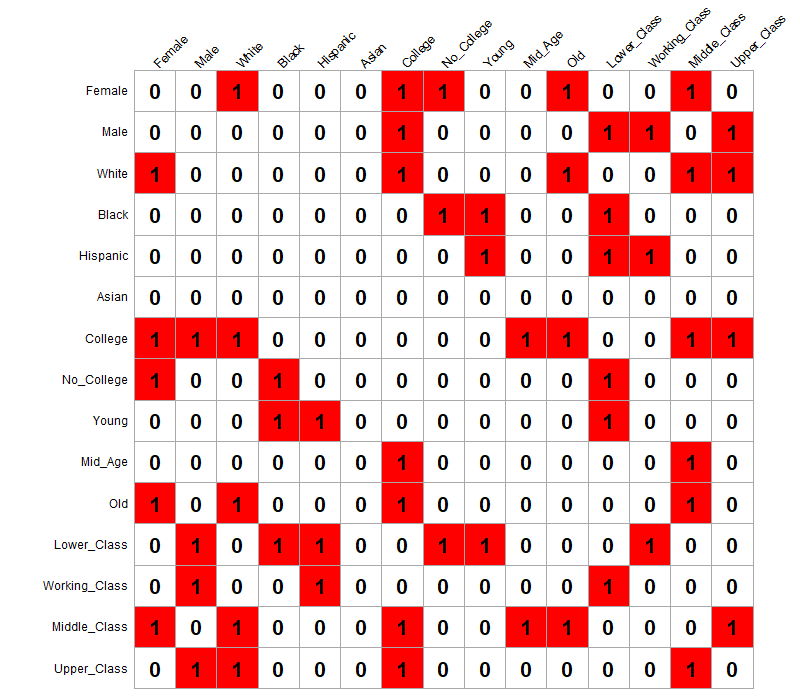 Female Male White Black Hispanic Asian College No_College Young Mid_Age Old Lower_Class Working_Class Middle_Class Upper_Class
Female 0 0 1 0 0 0 1 1 0 0 1 0 0 1 0
Male 0 0 0 0 0 0 1 0 0 0 0 1 1 0 1
White 1 0 0 0 0 0 1 0 0 0 1 0 0 1 1
Black 0 0 0 0 0 0 0 1 1 0 0 1 0 0 0
Hispanic 0 0 0 0 0 0 0 0 1 0 0 1 1 0 0
Asian 0 0 0 0 0 0 0 0 0 0 0 0 0 0 0
College 1 1 1 0 0 0 0 0 0 1 1 0 0 1 1
No_College 1 0 0 1 0 0 0 0 0 0 0 1 0 0 0
Young 0 0 0 1 1 0 0 0 0 0 0 1 0 0 0
Mid_Age 0 0 0 0 0 0 1 0 0 0 0 0 0 1 0
Old 1 0 1 0 0 0 1 0 0 0 0 0 0 1 0
Lower_Class 0 1 0 1 1 0 0 1 1 0 0 0 1 0 0
Working_Class 0 1 0 0 1 0 0 0 0 0 0 1 0 0 0
Middle_Class 1 0 1 0 0 0 1 0 0 1 1 0 0 0 1
Upper_Class 0 1 1 0 0 0 1 0 0 0 0 0 0 1 0